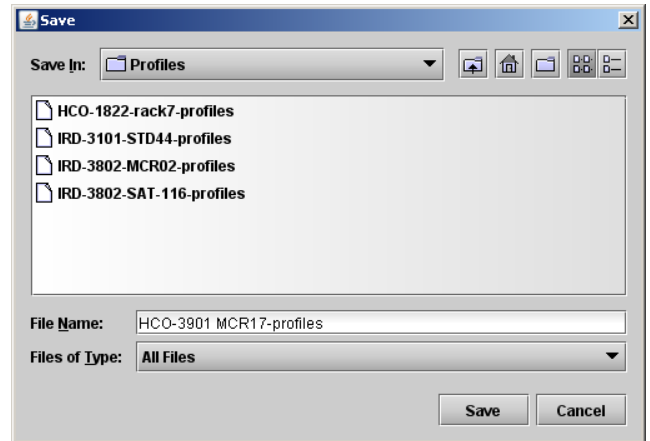 Save
Save In: Profiles
HCO-1822-rack7-profiles
IRD-3101-STD44-profiles
IRD-3802-MCR02-profiles
IRD-3802-SAT-116-profiles
File Name: HCO-3901 MCR17-profiles
Files of Type: All Files
Save Cancel